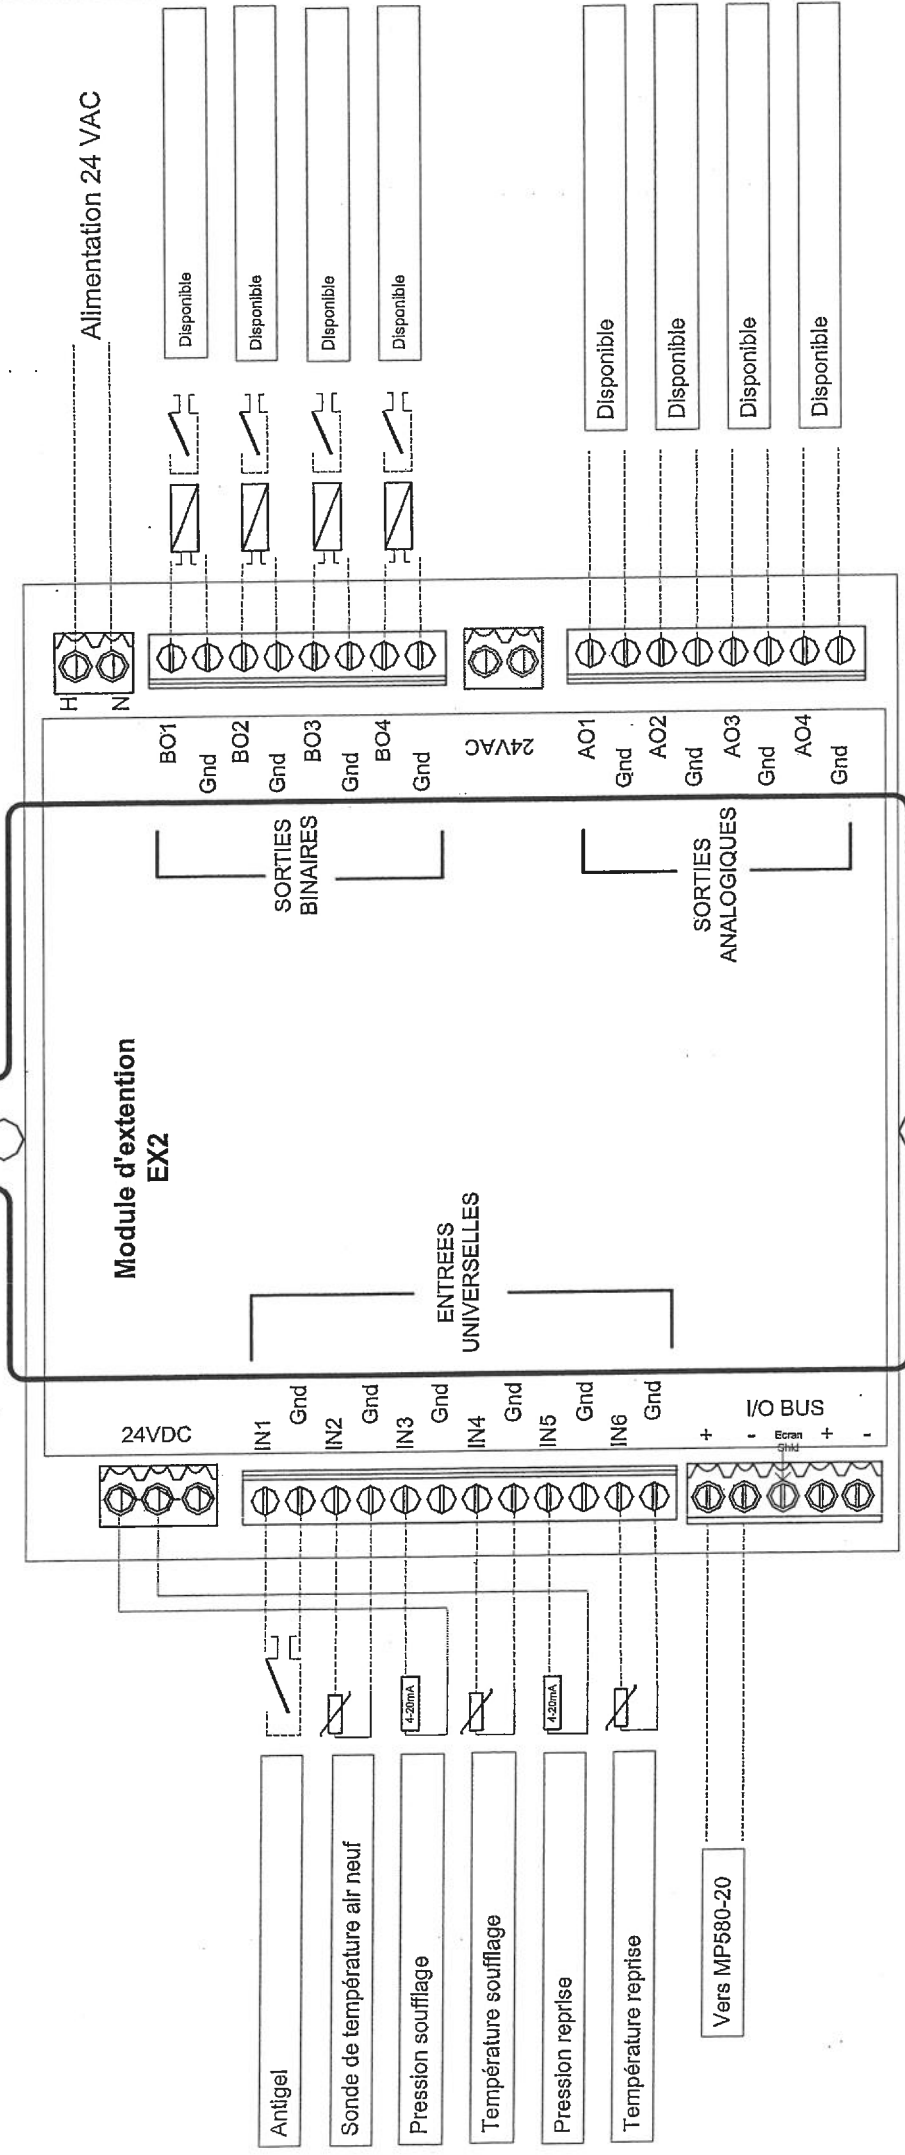 Alimentation 24 VAC
Disponible
Disponible
Disponible
Disponible
Disponible
Disponible
Disponible
Disponible
H
N
BO1
Gnd
BO2
Gnd
BO3
Gnd
BO4
Gnd
24VAC
AO1
Gnd
AO2
Gnd
AO3
Gnd
AO4
Gnd
SORTIES
BINAIRES
SORTIES
ANALOGIQUES
Module d'extention
EX2
ENTREES
UNIVERSELLES
24VDC
IN1
Gnd
IN2
Gnd
IN3
Gnd
IN4
Gnd
IN5
Gnd
IN6
Gnd
I/O BUS
+
-
Ecran
Shld
+
-
4-20mA
4-20mA
Antigel
Sonde de température air neuf
Pression soufflage
Température soufflage
Pression reprise
Température reprise
Vers MP580-20